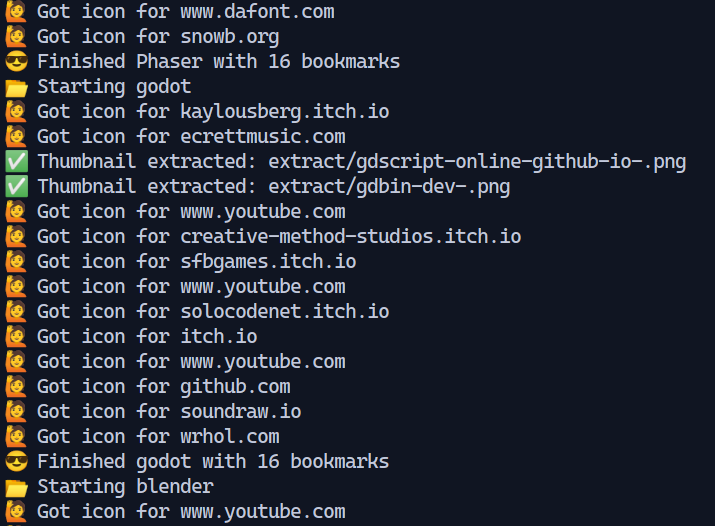 🙋 Got icon for www.dafont.com
🙋 Got icon for snowb.org
😎 Finished Phaser with 16 bookmarks
📂 Starting godot
🙋 Got icon for kaylousberg.itch.io
🙋 Got icon for ecrettmusic.com
✅ Thumbnail extracted: extract/gdscript-online-github-io-.png
✅ Thumbnail extracted: extract/gdbin-dev-.png
🙋 Got icon for www.youtube.com
🙋 Got icon for creative-method-studios.itch.io
🙋 Got icon for sfbgames.itch.io
🙋 Got icon for www.youtube.com
🙋 Got icon for solocodenet.itch.io
🙋 Got icon for itch.io
🙋 Got icon for www.youtube.com
🙋 Got icon for github.com
🙋 Got icon for soundraw.io
🙋 Got icon for wrhol.com
😎 Finished godot with 16 bookmarks
📂 Starting blender
🙋 Got icon for www.youtube.com